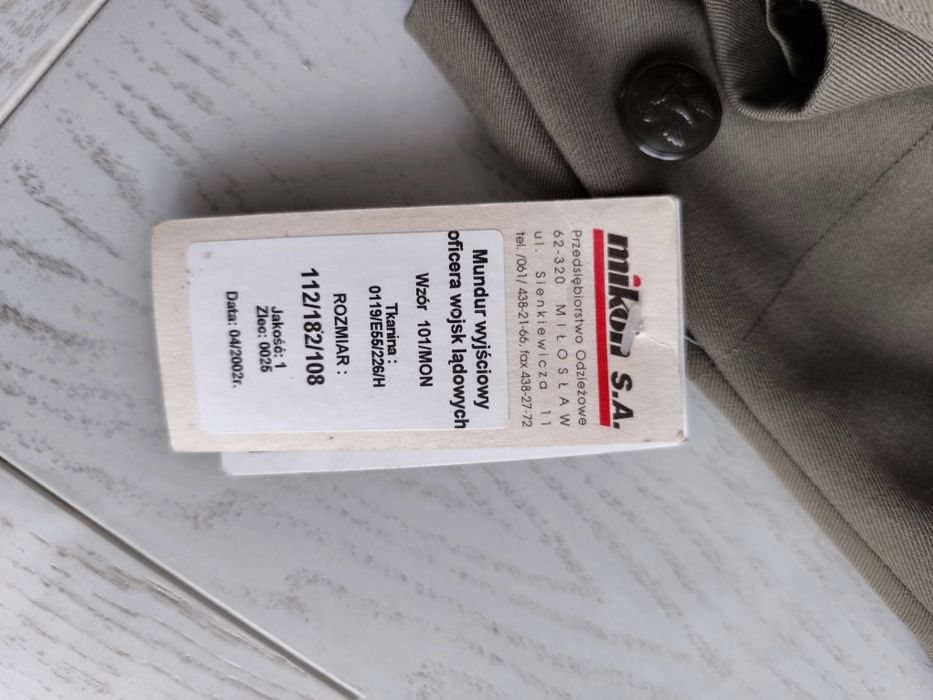 mikon S.A.
Przedsiębiorstwo Odzieżowe
62-320 MIŁOSŁAW
ul. Sienkiewicza 11
tel. /061/ 438-21-66, fax 438-27-72
Mundur wyjściowy
oficera wojsk lądowych
Wzór 101/MON
Tkanina :
0119/E55/226/H
ROZMIAR :
112/182/108
Jakość: 1
Zlec: 0026
Data: 04/2002r.